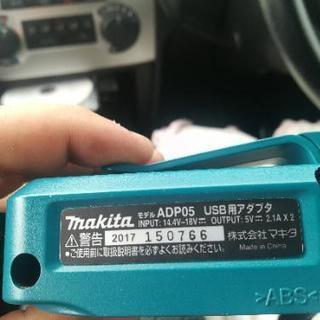 makita モデル ADP05 USB用アダプタ
INPUT: 14.4V-18V⎓ OUTPUT: 5V⎓ 2.1A X 2
⚠警告 2017 150766 株式会社マキタ
●ご使用前に取扱説明書を必ずよくお読みください。 Made in China
>ABS<